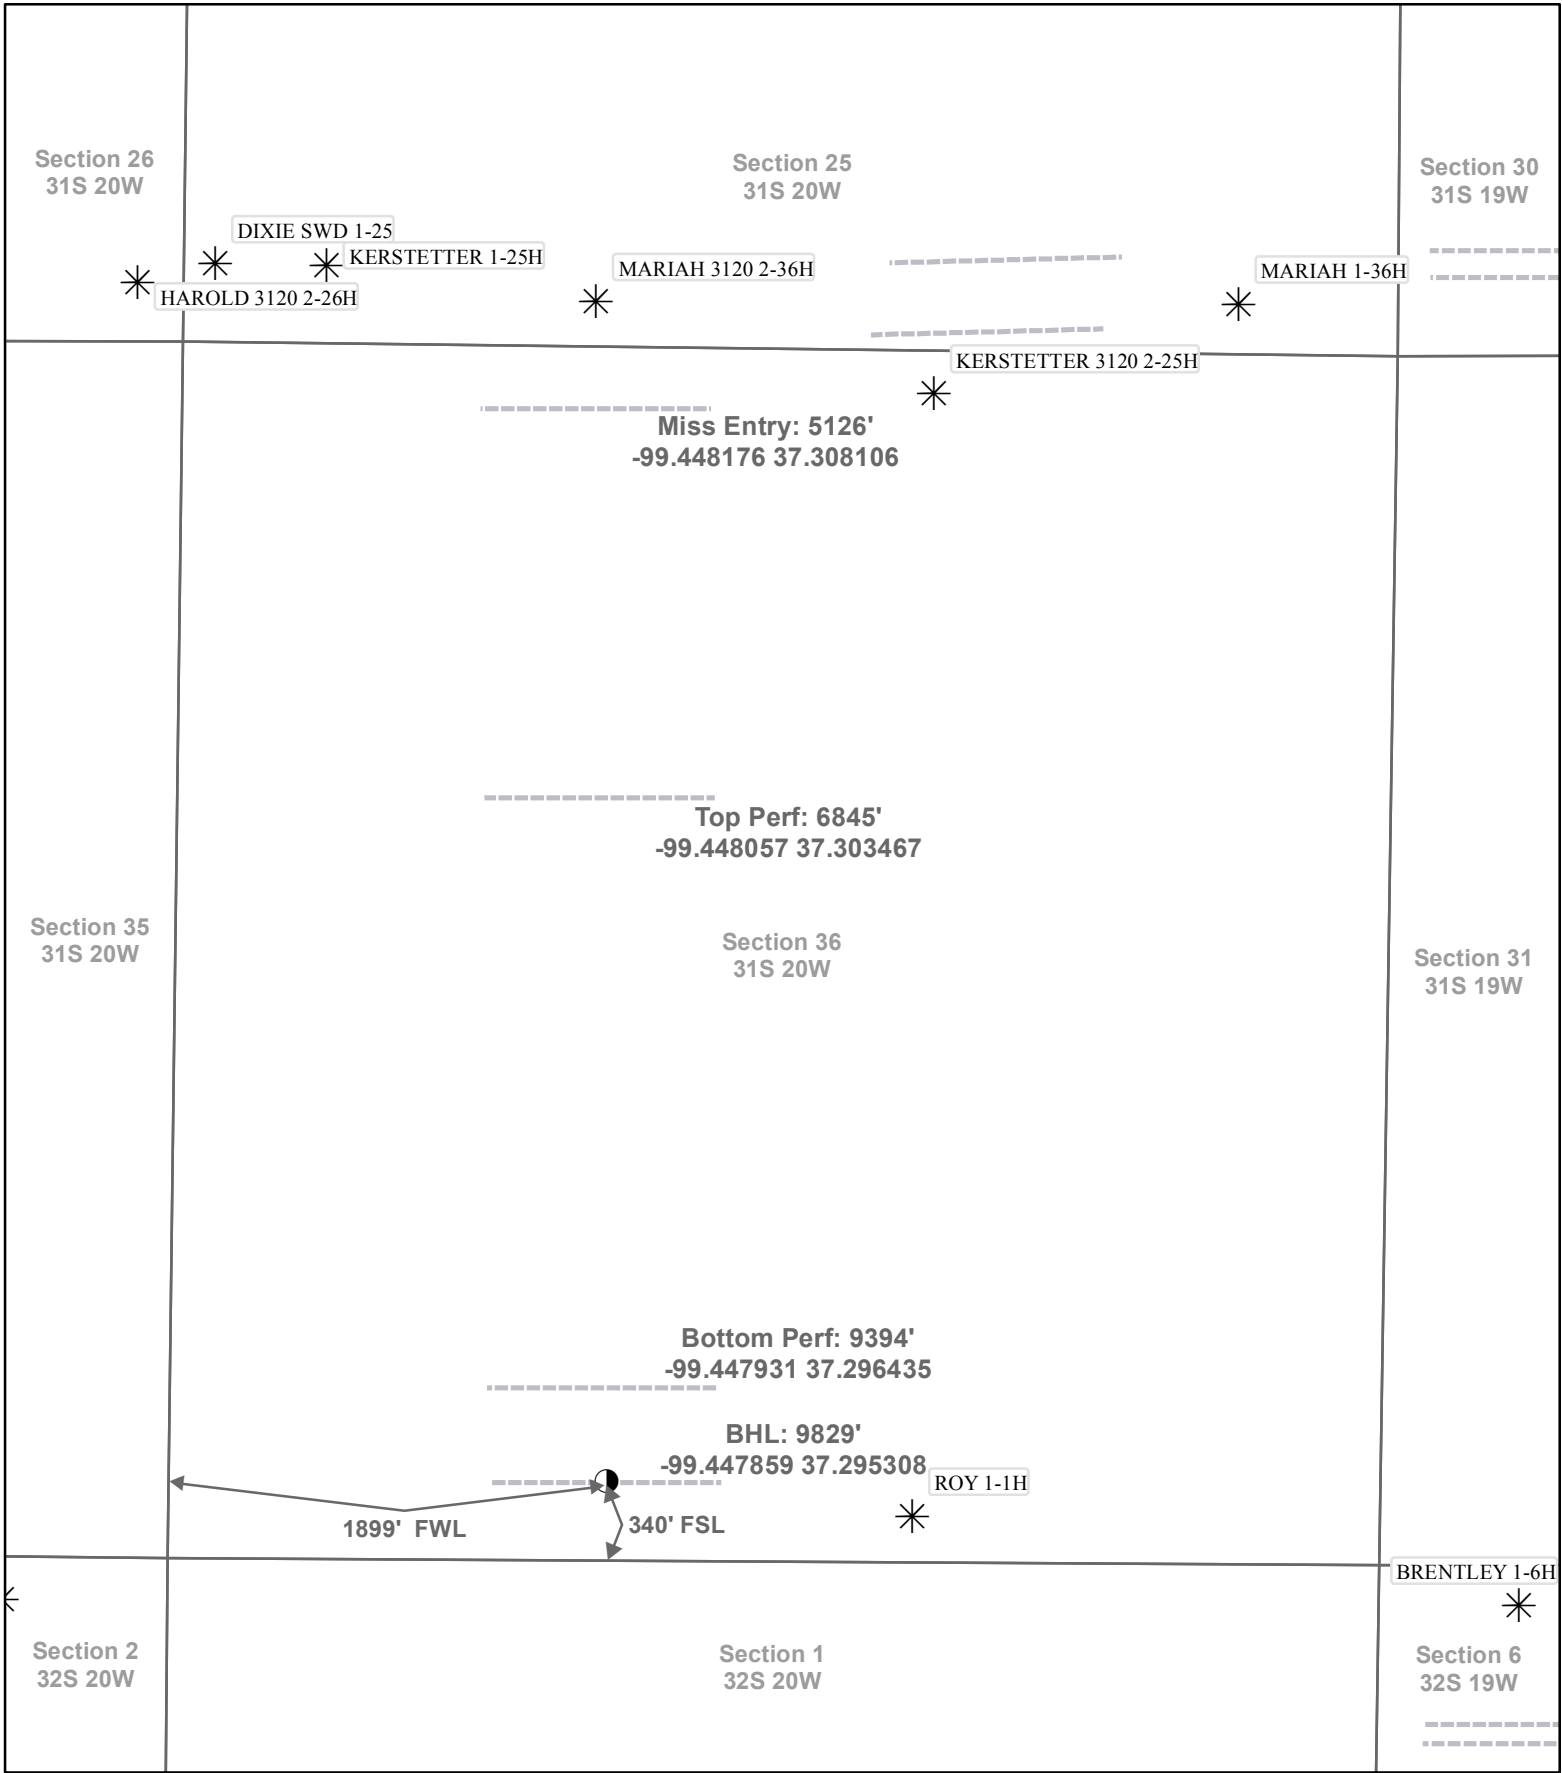 Section 26
31S 20W
Section 25
31S 20W
Section 30
31S 19W
DIXIE SWD 1-25
KERSTETTER 1-25H
HAROLD 3120 2-26H
MARIAH 3120 2-36H
MARIAH 1-36H
KERSTETTER 3120 2-25H
Miss Entry: 5126'
-99.448176 37.308106
Top Perf: 6845'
-99.448057 37.303467
Section 35
31S 20W
Section 36
31S 20W
Section 31
31S 19W
Bottom Perf: 9394'
-99.447931 37.296435
BHL: 9829'
-99.447859 37.295308
ROY 1-1H
1899'  FWL
340' FSL
BRENTLEY 1-6H
Section 2
32S 20W
Section 1
32S 20W
Section 6
32S 19W